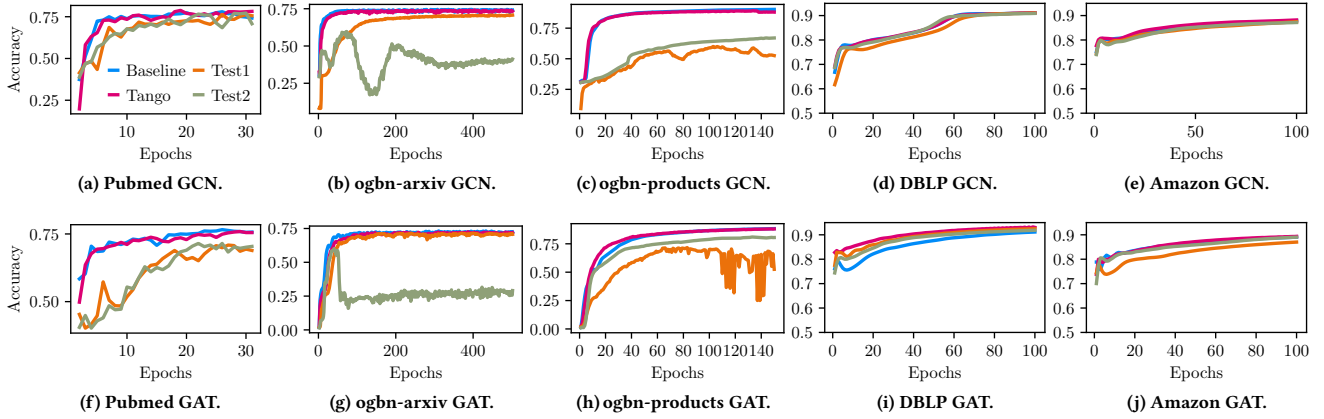 Accuracy
0.75
0.50
0.25
Baseline
Tango
Test1
Test2
10 20 30
Epochs
(a) Pubmed GCN.
0.75
0.50
0.25
0 200 400
Epochs
(b) ogbn-arxiv GCN.
0.75
0.50
0.25
0 20 40 60 80 100 120 140
Epochs
(c) ogbn-products GCN.
0.9
0.8
0.7
0.6
0.5
0 20 40 60 80 100
Epochs
(d) DBLP GCN.
0.9
0.8
0.7
0.6
0.5
0 50 100
Epochs
(e) Amazon GCN.
Accuracy
0.75
0.50
10 20 30
Epochs
(f) Pubmed GAT.
0.75
0.50
0.25
0.00
0 200 400
Epochs
(g) ogbn-arxiv GAT.
0.75
0.50
0.25
0.00
0 20 40 60 80 100 120 140
Epochs
(h) ogbn-products GAT.
0.9
0.8
0.7
0.6
0.5
0 20 40 60 80 100
Epochs
(i) DBLP GAT.
0.9
0.8
0.7
0.6
0.5
0 20 40 60 80 100
Epochs
(j) Amazon GAT.